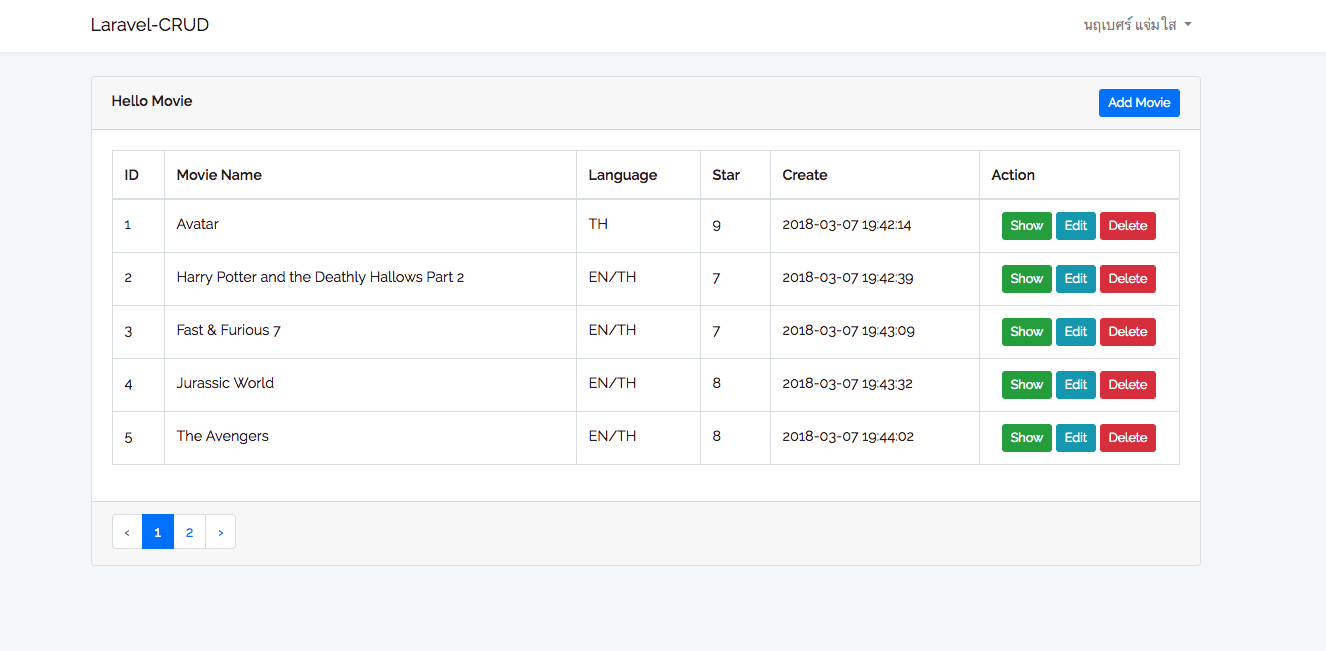 Laravel-CRUD นฤเบศร์ แจ่มใส
Hello Movie Add Movie
ID Movie Name Language Star Create Action
1 Avatar TH 9 2018-03-07 19:42:14 Show Edit Delete
2 Harry Potter and the Deathly Hallows Part 2 EN/TH 7 2018-03-07 19:42:39 Show Edit Delete
3 Fast & Furious 7 EN/TH 7 2018-03-07 19:43:09 Show Edit Delete
4 Jurassic World EN/TH 8 2018-03-07 19:43:32 Show Edit Delete
5 The Avengers EN/TH 8 2018-03-07 19:44:02 Show Edit Delete
‹ 1 2 ›